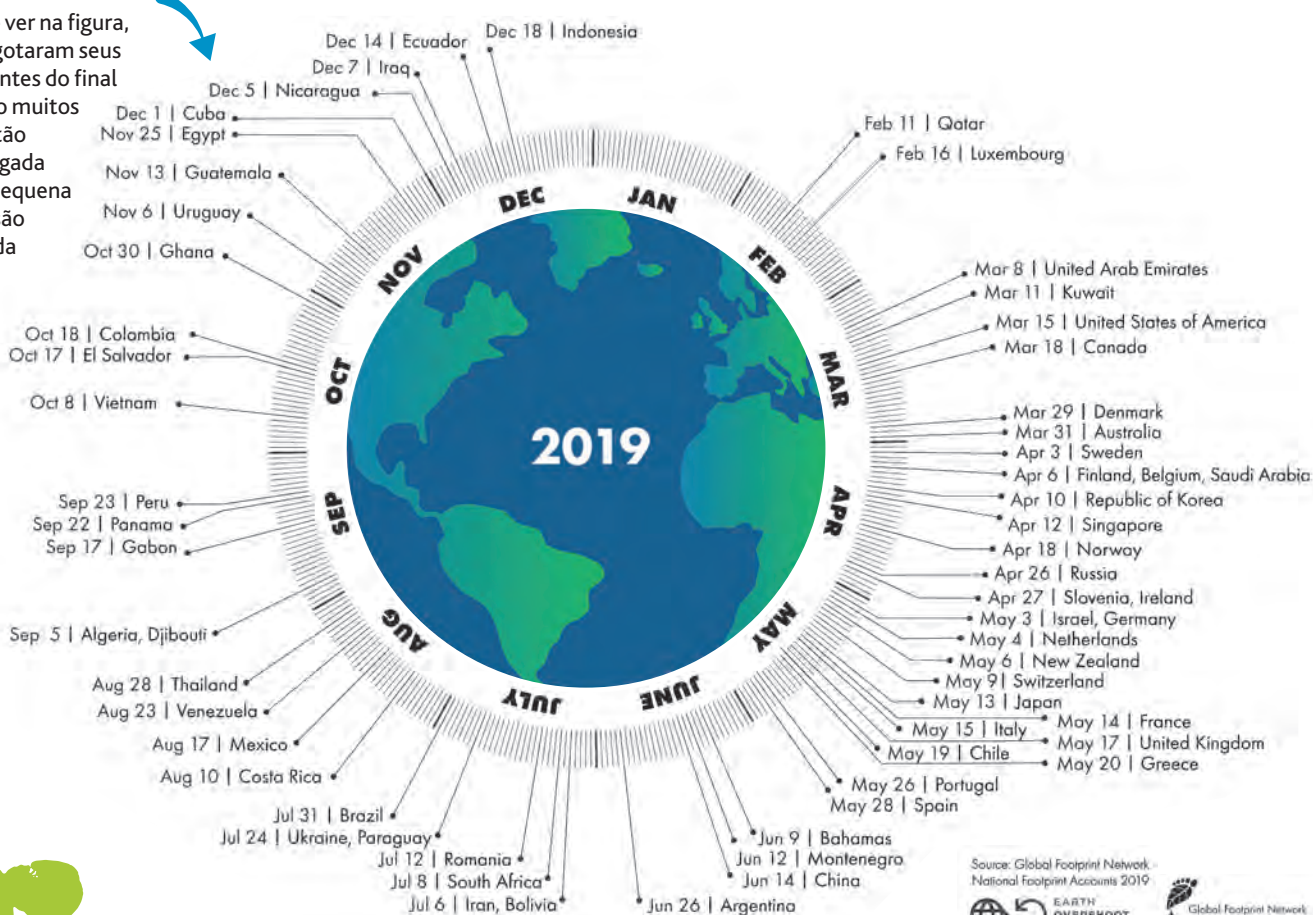 ver na figura,
gotaram seus
ntes do final
o muitos
ão
gada
equena
são
da
Dec 18 | Indonesia
Dec 14 | Ecuador
Dec 7 | Iraq
Dec 5 | Nicaragua
Dec 1 | Cuba
Nov 25 | Egypt
Nov 13 | Guatemala
Nov 6 | Uruguay
Oct 30 | Ghana
Oct 18 | Colombia
Oct 17 | El Salvador
Oct 8 | Vietnam
Sep 23 | Peru
Sep 22 | Panama
Sep 17 | Gabon
Sep 5 | Algeria, Djibouti
Aug 28 | Thailand
Aug 23 | Venezuela
Aug 17 | Mexico
Aug 10 | Costa Rica
Jul 31 | Brazil
Jul 24 | Ukraine, Paraguay
Jul 12 | Romania
Jul 8 | South Africa
Jul 6 | Iran, Bolivia
JAN
FEB
MAR
APR
MAY
JUNE
JULY
AUG
SEP
OCT
NOV
DEC
2019
Feb 11 | Qatar
Feb 16 | Luxembourg
Mar 8 | United Arab Emirates
Mar 11 | Kuwait
Mar 15 | United States of America
Mar 18 | Canada
Mar 29 | Denmark
Mar 31 | Australia
Apr 3 | Sweden
Apr 6 | Finland, Belgium, Saudi Arabia
Apr 10 | Republic of Korea
Apr 12 | Singapore
Apr 18 | Norway
Apr 26 | Russia
Apr 27 | Slovenia, Ireland
May 3 | Israel, Germany
May 4 | Netherlands
May 6 | New Zealand
May 9 | Switzerland
May 13 | Japan
May 14 | France
May 15 | Italy
May 17 | United Kingdom
May 19 | Chile
May 20 | Greece
May 26 | Portugal
May 28 | Spain
Jun 9 | Bahamas
Jun 12 | Montenegro
Jun 14 | China
Jun 26 | Argentina
Source: Global Footprint Network
National Footprint Accounts 2019
EARTH
Global Footprint Network